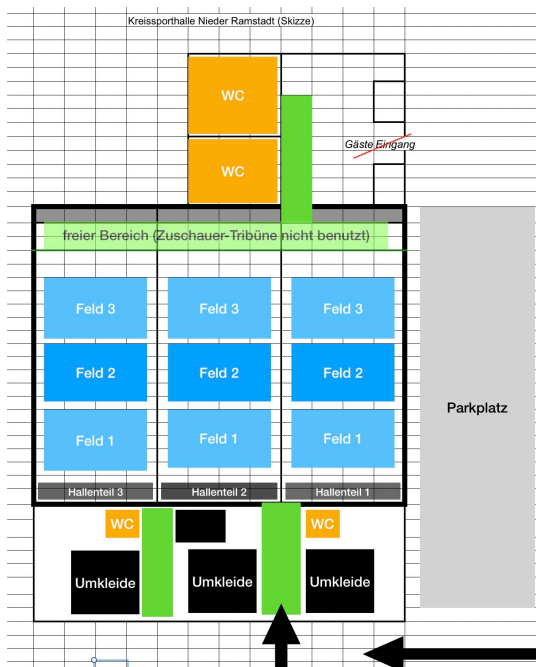 Kreissporthalle Nieder Ramstadt (Skizze)
WC
Gäste Eingang
WC
freier Bereich (Zuschauer-Tribüne nicht benutzt)
Feld 3 Feld 3 Feld 3
Feld 2 Feld 2 Feld 2
Parkplatz
Feld 1 Feld 1 Feld 1
Hallenteil 3 Hallenteil 2 Hallenteil 1
WC WC
Umkleide Umkleide Umkleide